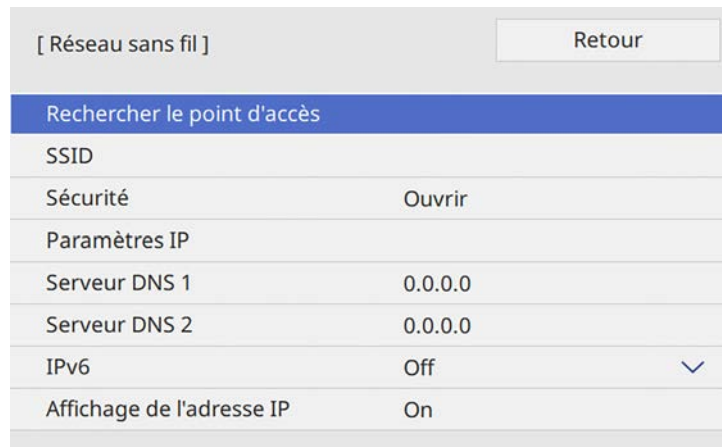 [ Réseau sans fil ]
Retour
Rechercher le point d'accès
SSID
Sécurité Ouvrir
Paramètres IP
Serveur DNS 1 0.0.0.0
Serveur DNS 2 0.0.0.0
IPv6 Off
Affichage de l'adresse IP On